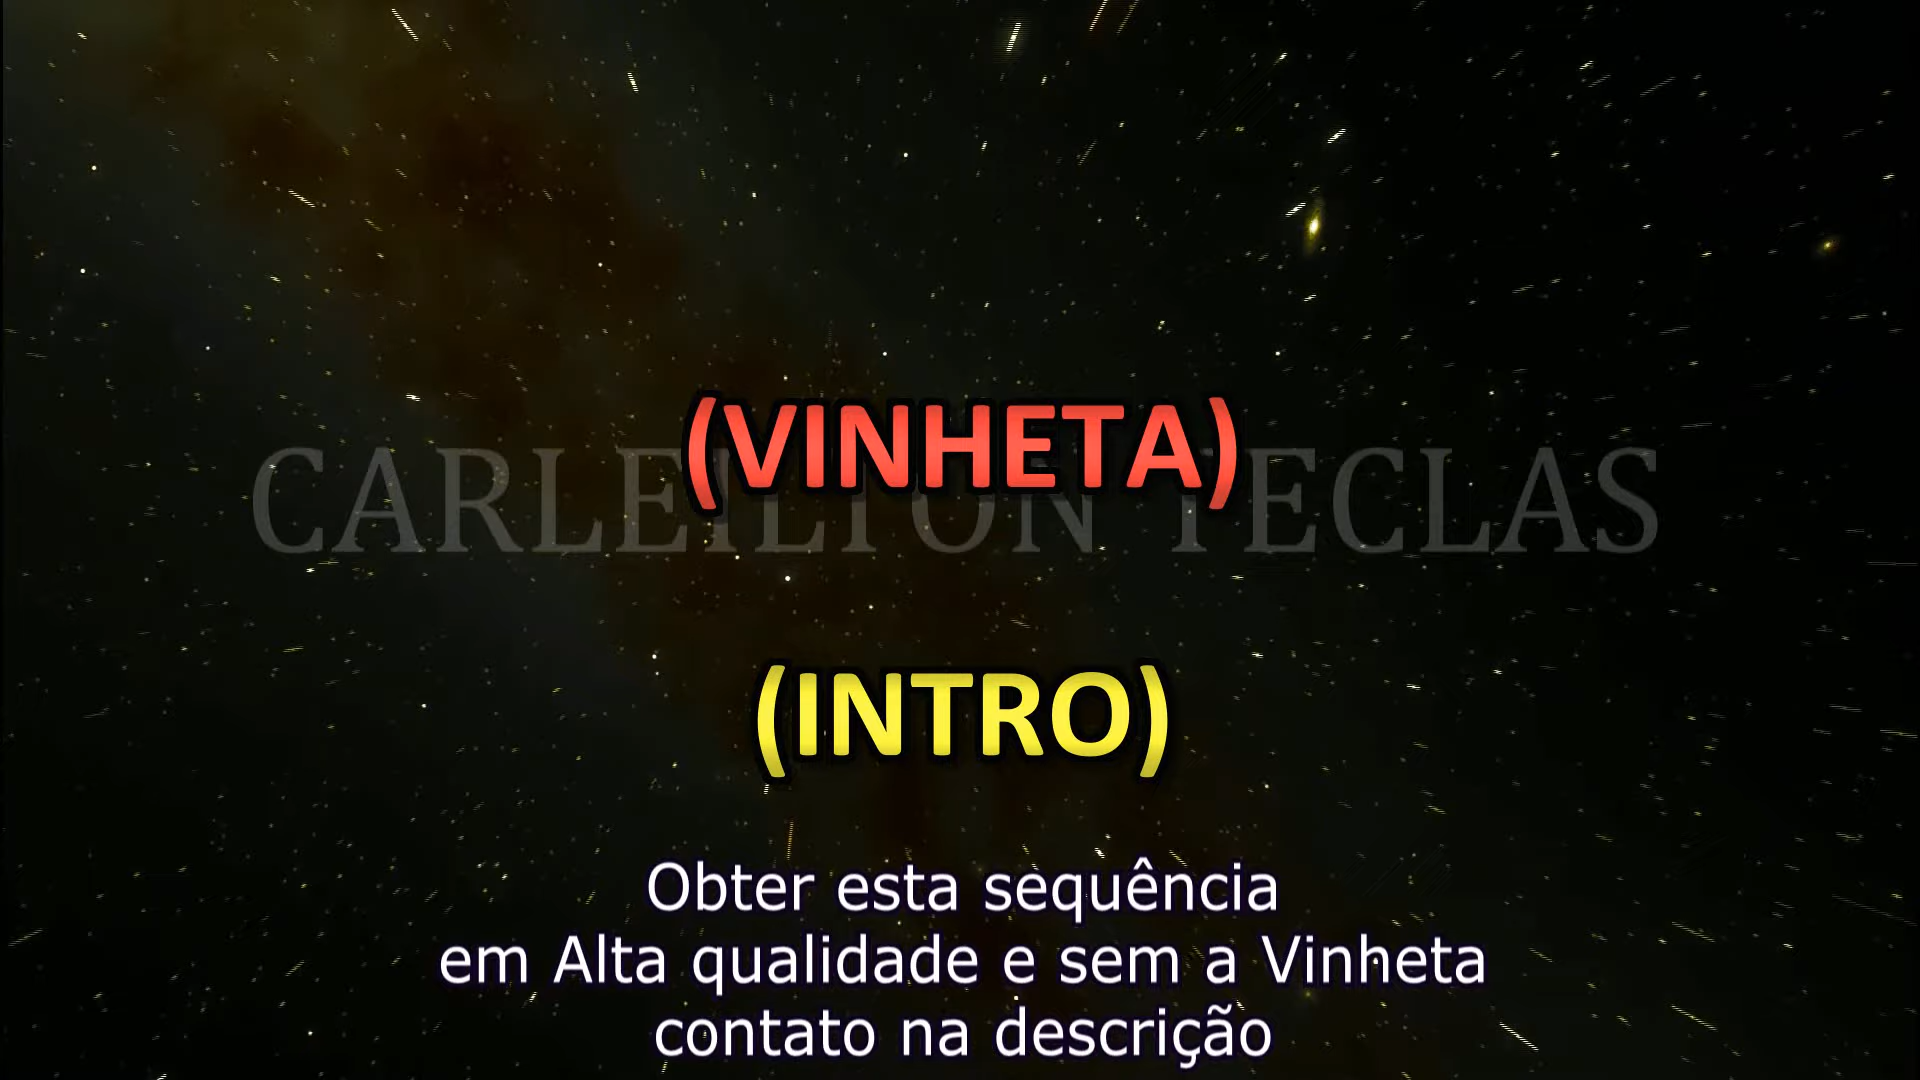 (VINHETA)
CARLEILTON TECLAS
(INTRO)
Obter esta sequência
em Alta qualidade e sem a Vinheta
contato na descrição